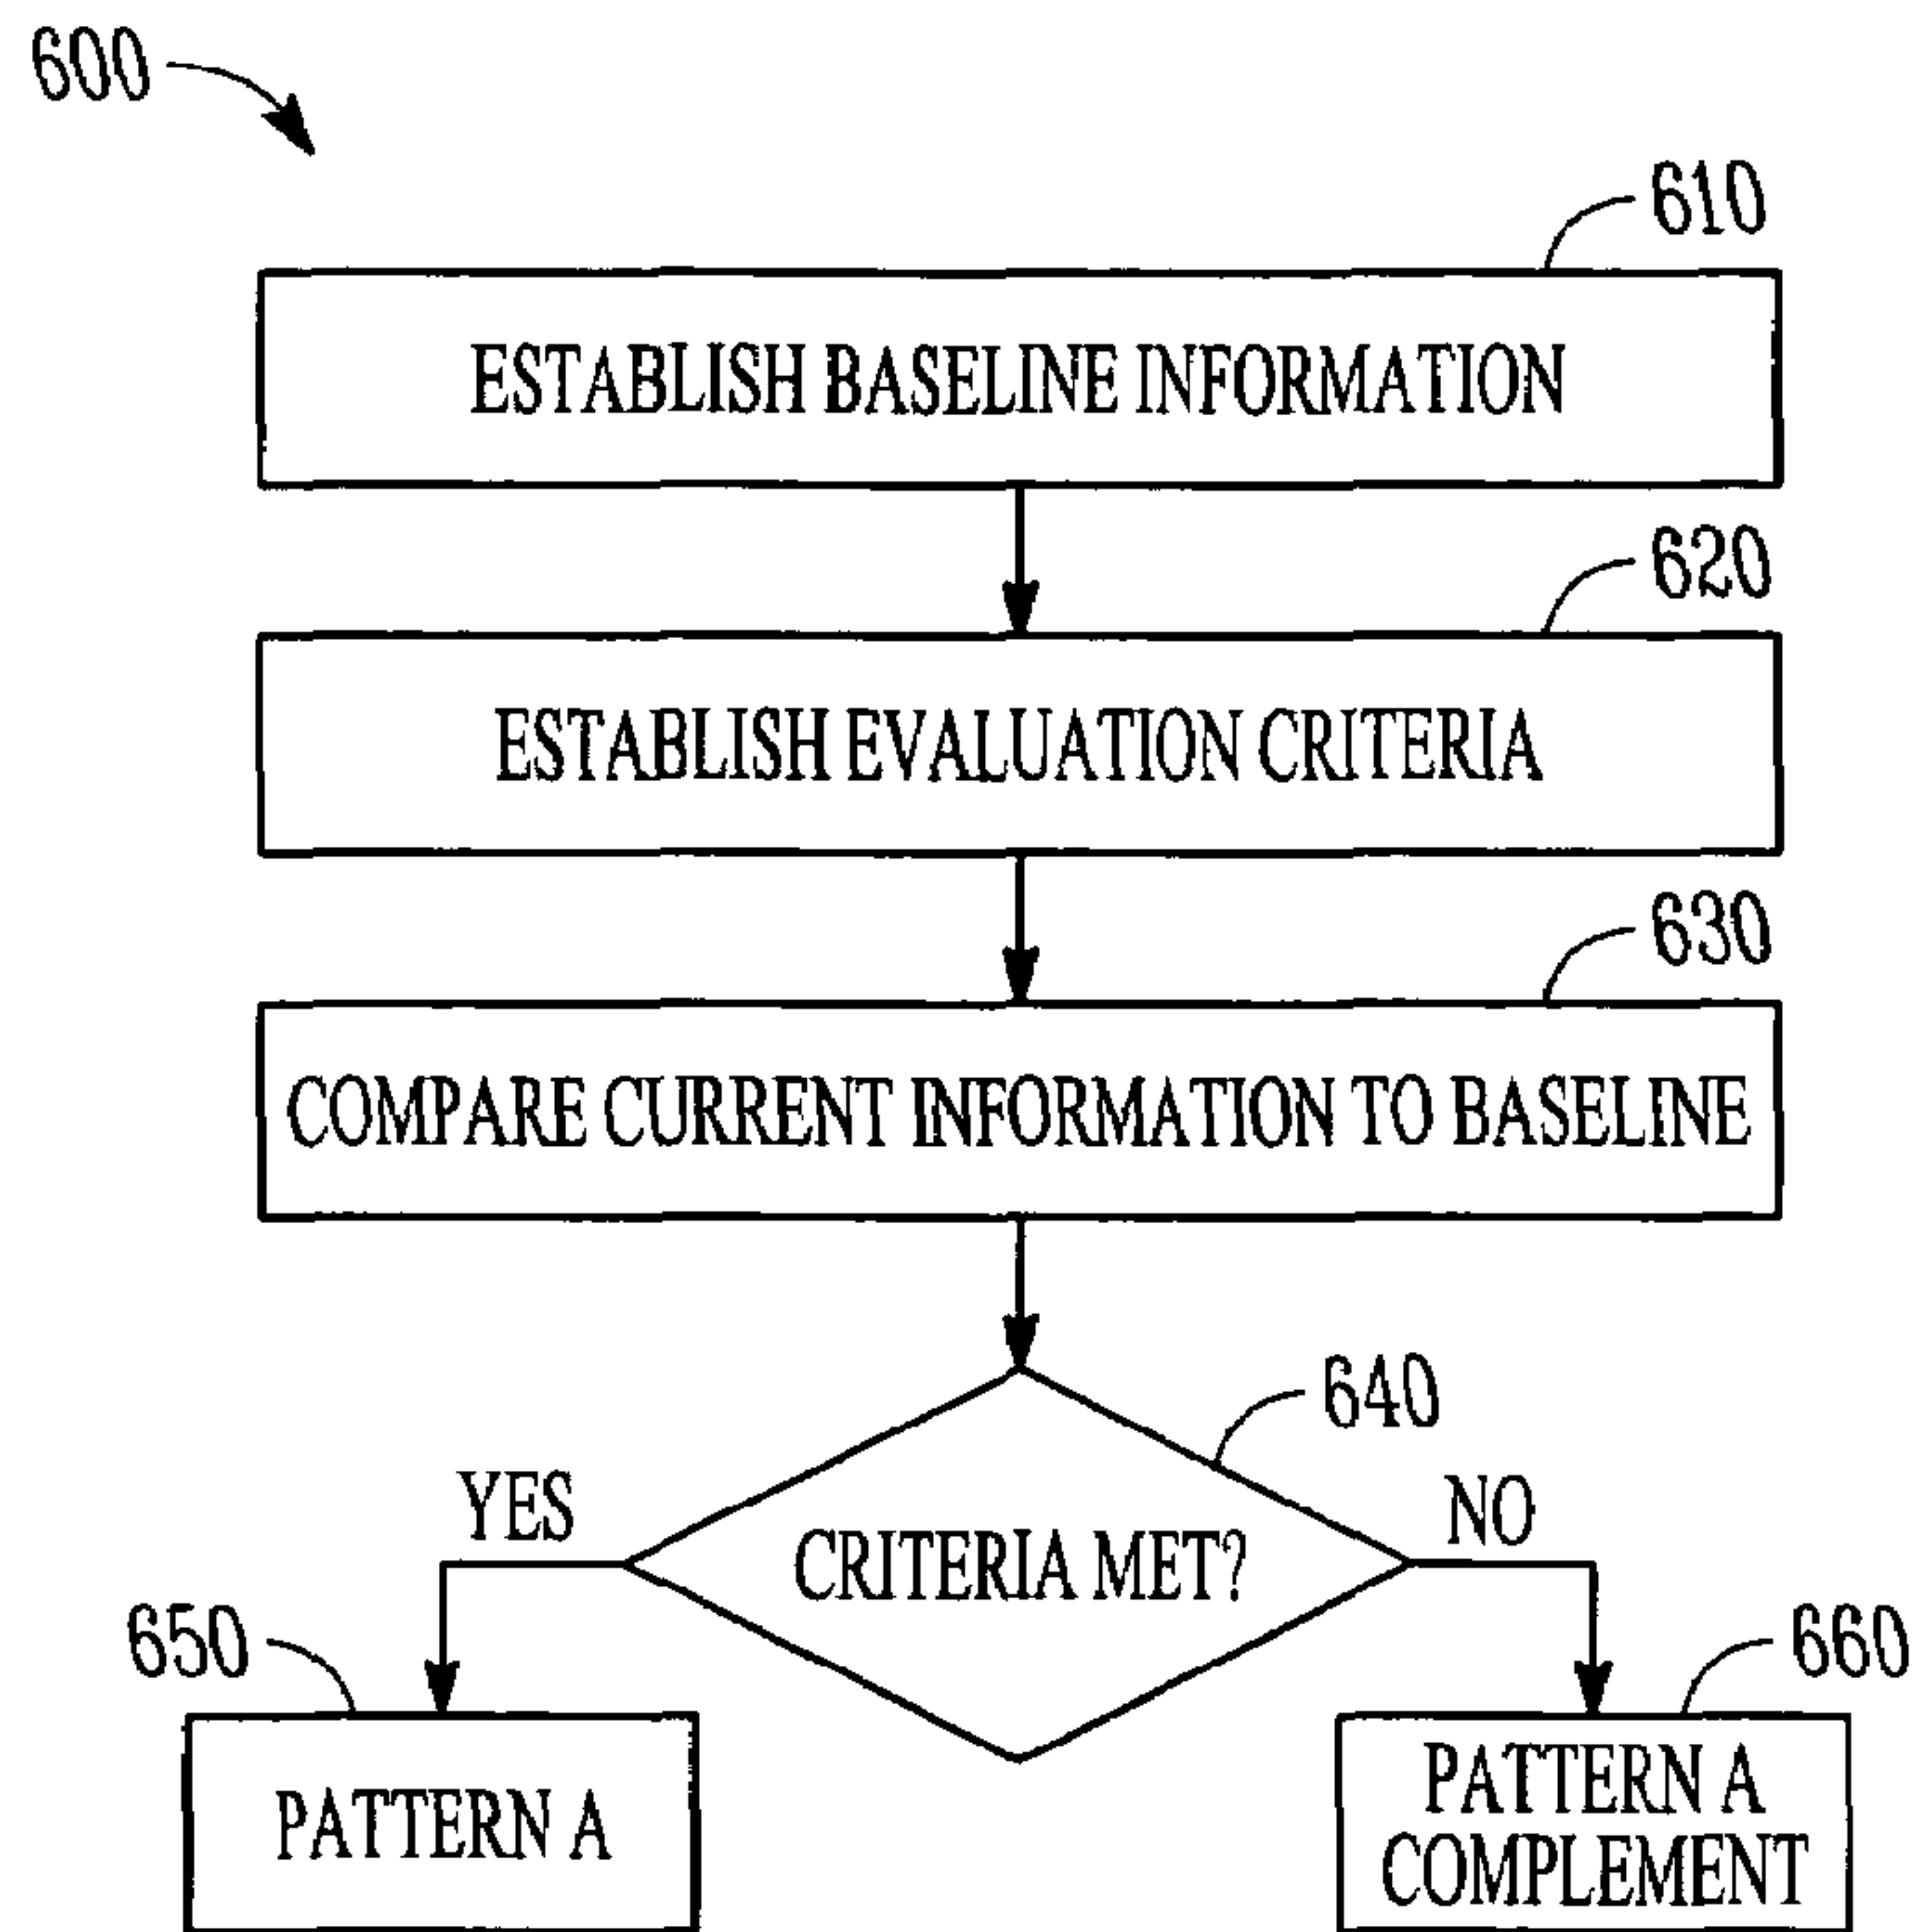 600
610
ESTABLISH BASELINE INFORMATION
620
ESTABLISH EVALUATION CRITERIA
630
COMPARE CURRENT INFORMATION TO BASELINE
640
YES
NO
CRITERIA MET?
650
660
PATTERN A
PATTERN A
COMPLEMENT